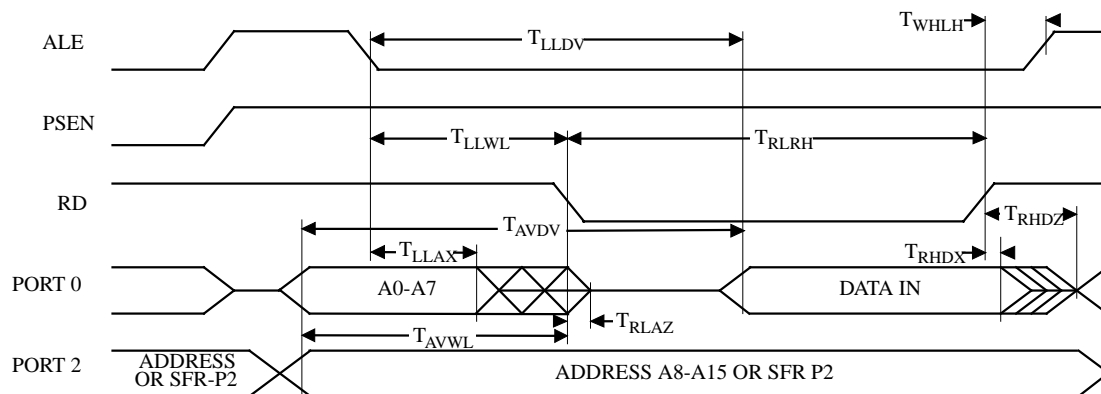 ALE
T_WHLH
T_LLDV
PSEN
T_LLWL
T_RLRH
RD
T_AVDV
T_RHDZ
T_LLAX
T_RHDX
PORT 0
A0-A7
DATA IN
T_RLAZ
T_AVWL
PORT 2
ADDRESS
OR SFR-P2
ADDRESS A8-A15 OR SFR P2